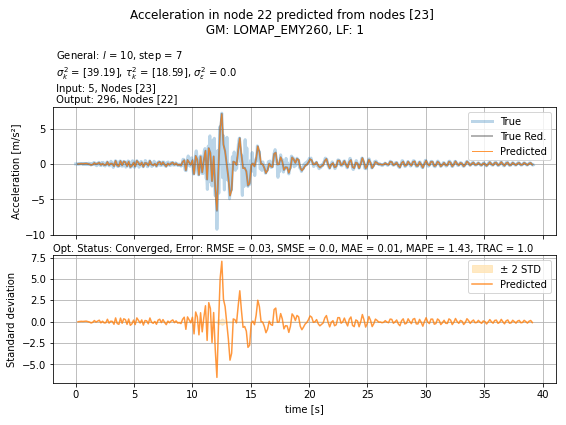 Acceleration in node 22 predicted from nodes [23]
GM: LOMAP_EMY260, LF: 1
General: l = 10, step = 7
σ²ₖ = [39.19], τ²ₖ = [18.59], σ²ε = 0.0
Input: 5, Nodes [23]
Output: 296, Nodes [22]
Acceleration [m/s²]
5
0
−5
−10
True
True Red.
Predicted
Opt. Status: Converged, Error: RMSE = 0.03, SMSE = 0.0, MAE = 0.01, MAPE = 1.43, TRAC = 1.0
Standard deviation
7.5
5.0
2.5
0.0
−2.5
−5.0
± 2 STD
Predicted
0 5 10 15 20 25 30 35 40
time [s]